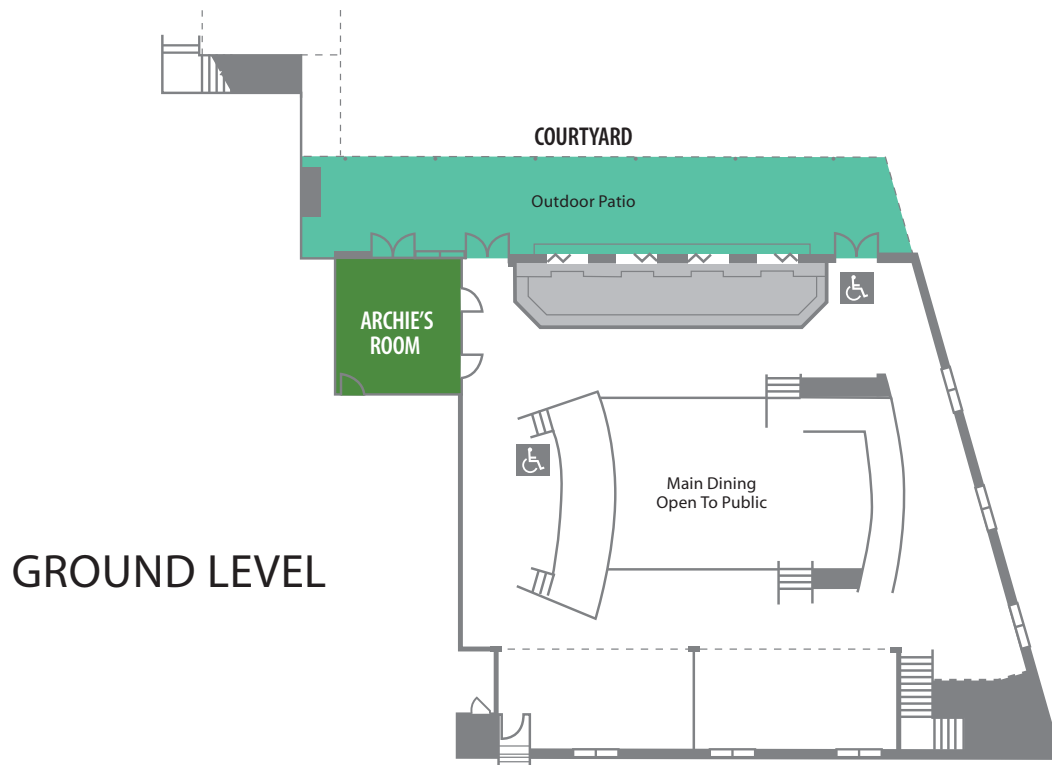 COURTYARD
Outdoor Patio
ARCHIE'S
ROOM
Main Dining
Open To Public
GROUND LEVEL